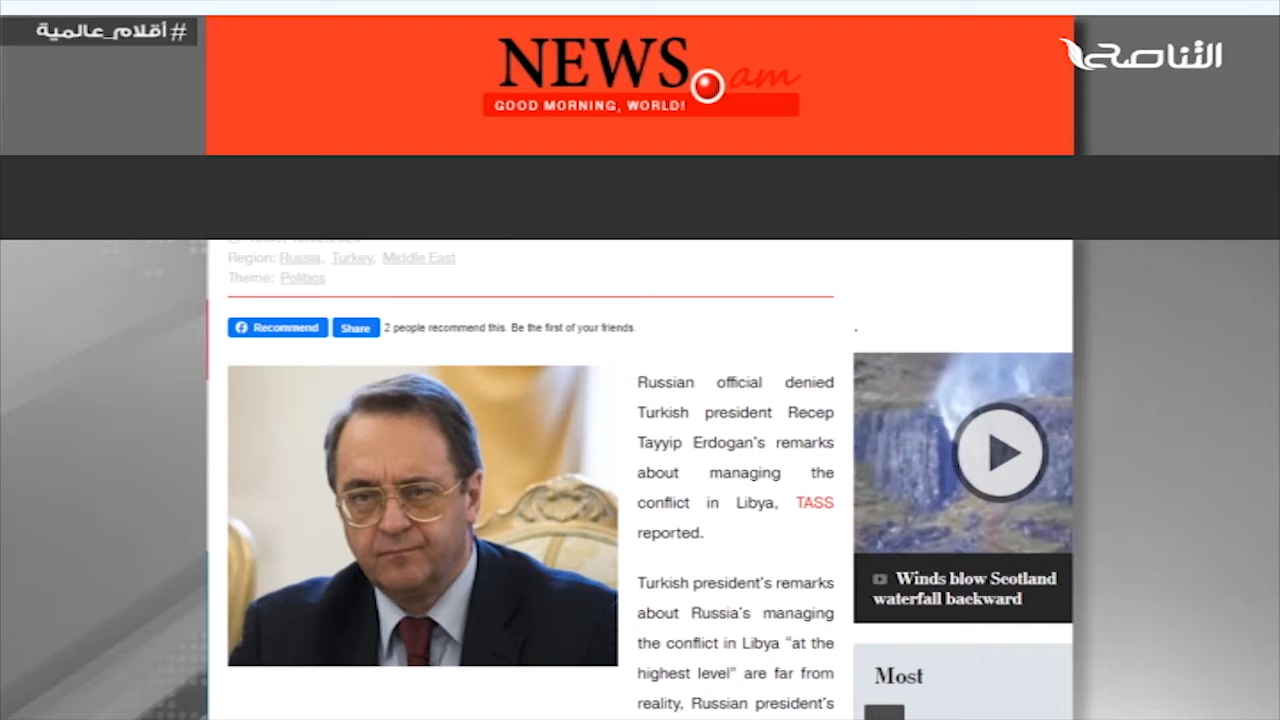 #أقلام_عالمية
التناصح
NEWS.am
GOOD MORNING, WORLD!
Region: Russia, Turkey, Middle East
Theme: Politics
Recommend Share 2 people recommend this. Be the first of your friends.
Russian official denied
Turkish president Recep
Tayyip Erdogan's remarks
about managing the
conflict in Libya, TASS
reported.
Turkish president's remarks
about Russia's managing
the conflict in Libya "at the
highest level" are far from
reality, Russian president's
Winds blow Scotland
waterfall backward
Most